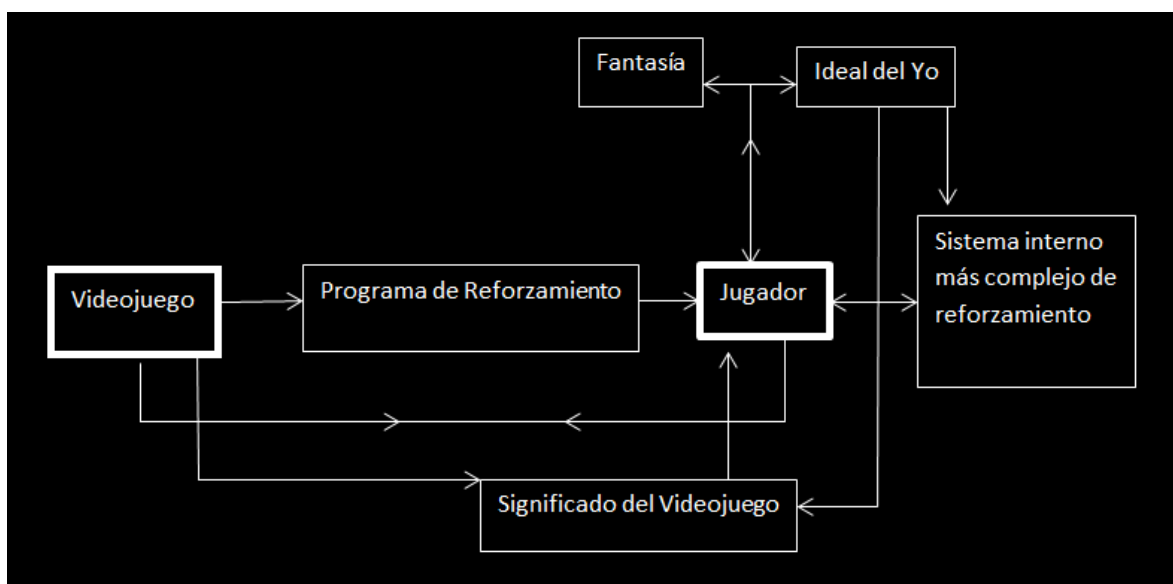 Fantasía
Ideal del Yo
Sistema interno
más complejo de
reforzamiento
Videojuego
Programa de Reforzamiento
Jugador
Significado del Videojuego